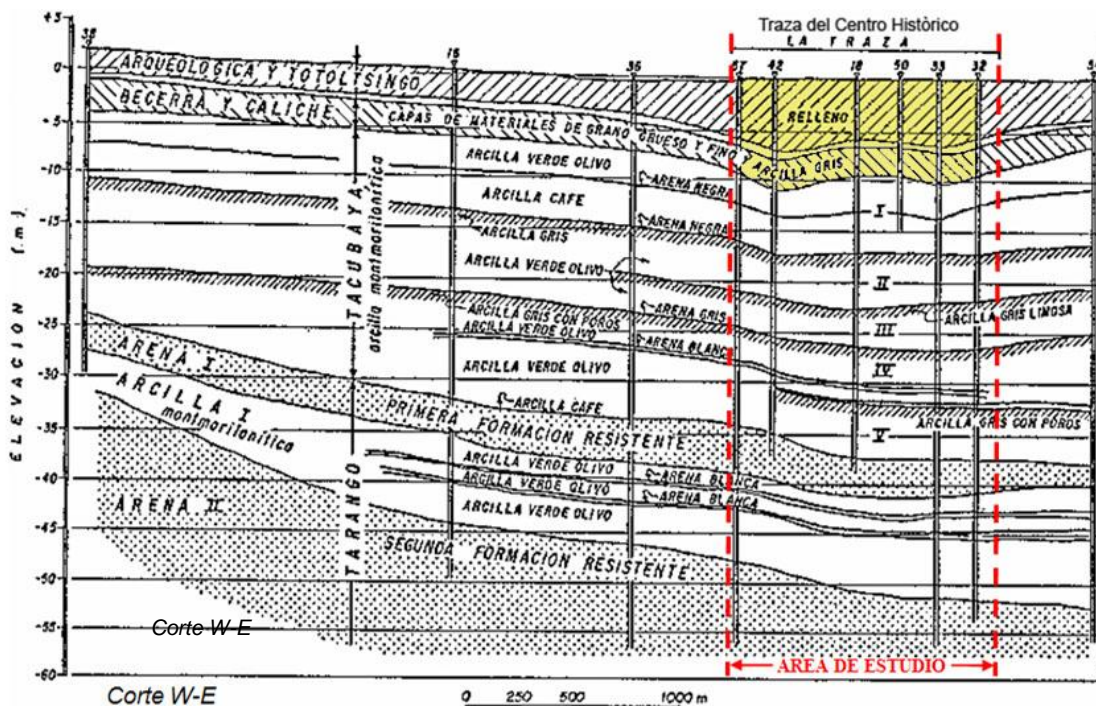 Traza del Centro Històrico
LA TRAZA
+5
0
-5
-10
-15
-20
-25
-30
-35
-40
-45
-50
-55
-60
ELEVACION
38
16
36
37
42
18
50
33
32
ARQUEOLOGICA Y TOTOLTSINGO
BECERRA Y CALICHE
CAPAS DE MATERIALES DE GRANO GRUESO Y FINO Y ARCILLA GRIS
RELLENO
ARCILLA VERDE OLIVO
ARENA NEGRA
ARCILLA CAFE
ARENA NEGRA
ARCILLA GRIS
ARCILLA VERDE OLIVO
ARENA GRIS
ARCILLA GRIS CON POROS
ARCILLA VERDE OLIVO
ARENA BLANC
ARCILLA VERDE OLIVO
ARCILLA CAFE
I
II
III
ARCILLA GRIS LIMOSA
IV
ARCILLA GRIS CON POROS
V
TACUBAYA
arcilla montmorilonítica
TARANGO
ARENA I
ARCILLA I
montmorilonítica
ARENA II
PRIMERA FORMACION RESISTENTE
ARCILLA VERDE OLIVO
ARENA BLANCA
ARCILLA VERDE OLIVO
ARENA BLANCA
ARCILLA VERDE OLIVO
SEGUNDA FORMACION RESISTENTE
Corte W-E
AREA DE ESTUDIO
Corte W-E
0 250 500 1000 m